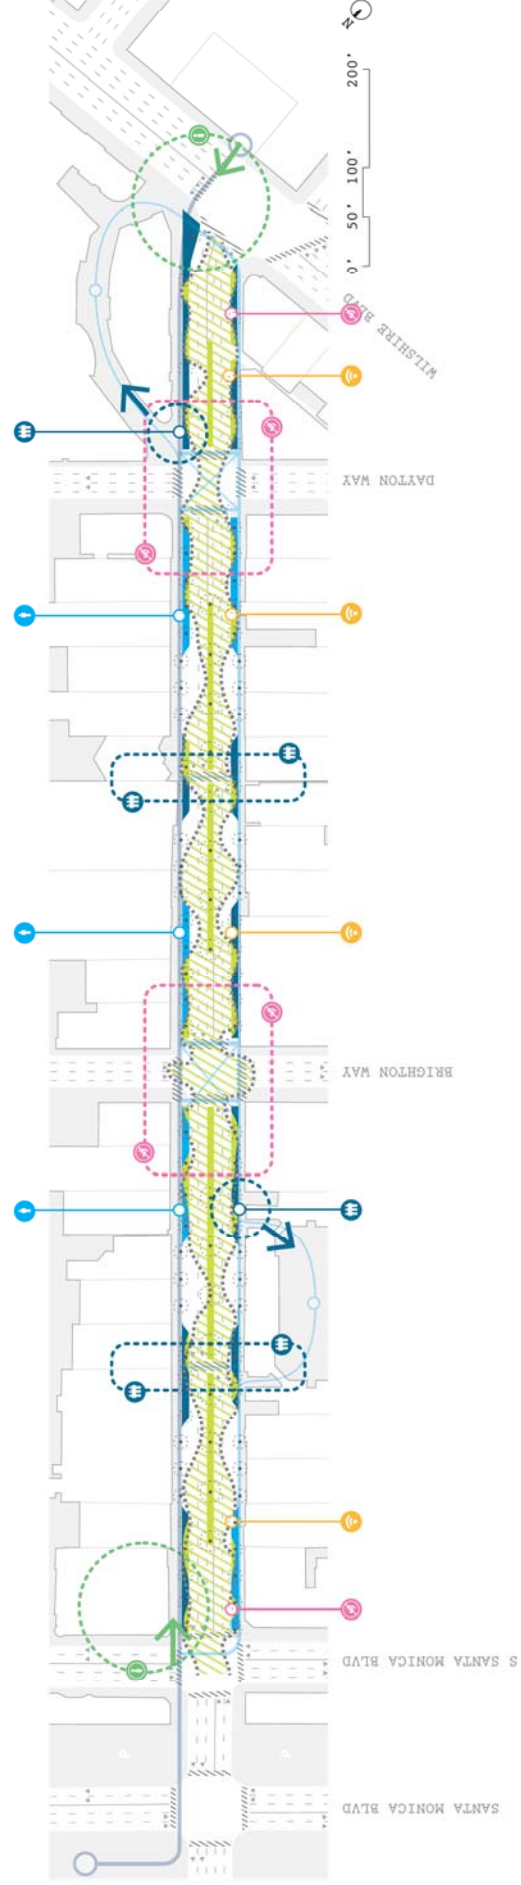 N
200'
100'
50'
0'
WILSHIRE BLVD
DAYTON WAY
BRIGHTON WAY
S SANTA MONICA BLVD
P
P
SANTA MONICA BLVD